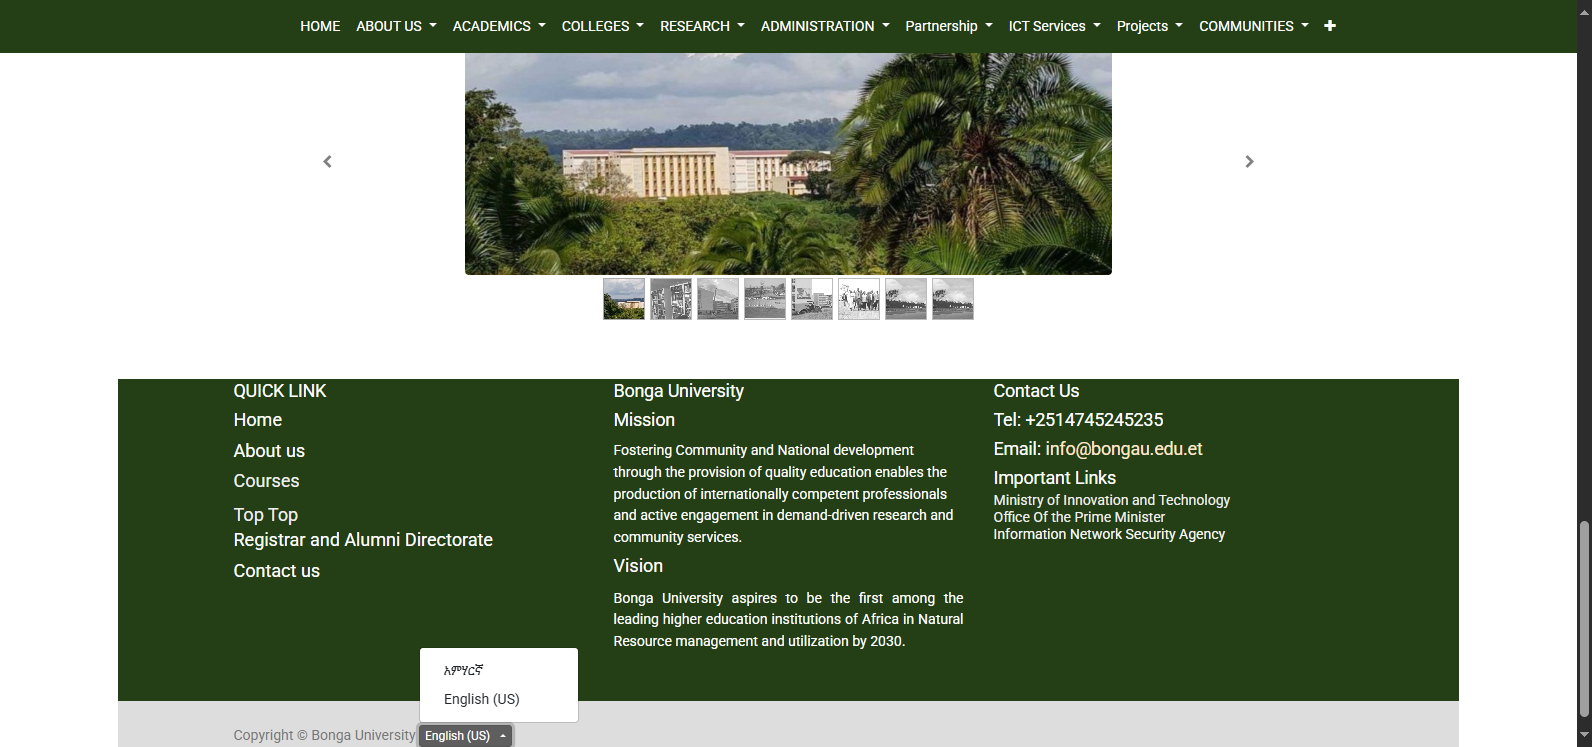 HOME ABOUT US ACADEMICS COLLEGES RESEARCH ADMINISTRATION Partnership ICT Services Projects COMMUNITIES
QUICK LINK
Home
About us
Courses
Top Top
Registrar and Alumni Directorate
Contact us
Bonga University
Mission
Fostering Community and National development
through the provision of quality education enables the
production of internationally competent professionals
and active engagement in demand-driven research and
community services.
Vision
Bonga University aspires to be the first among the
leading higher education institutions of Africa in Natural
Resource management and utilization by 2030.
Contact Us
Tel: +2514745245235
Email: info@bongau.edu.et
Important Links
Ministry of Innovation and Technology
Office Of the Prime Minister
Information Network Security Agency
አምሃርኛ
English (US)
Copyright © Bonga University English (US)